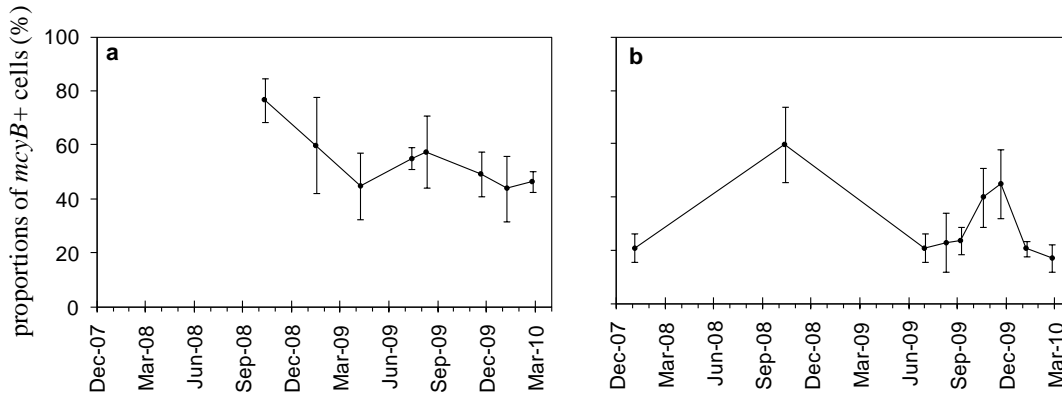 proportions of mcyB+ cells (%)
100
80
60
40
20
0
a
Dec-07
Mar-08
Jun-08
Sep-08
Dec-08
Mar-09
Jun-09
Sep-09
Dec-09
Mar-10
b
Dec-07
Mar-08
Jun-08
Sep-08
Dec-08
Mar-09
Jun-09
Sep-09
Dec-09
Mar-10